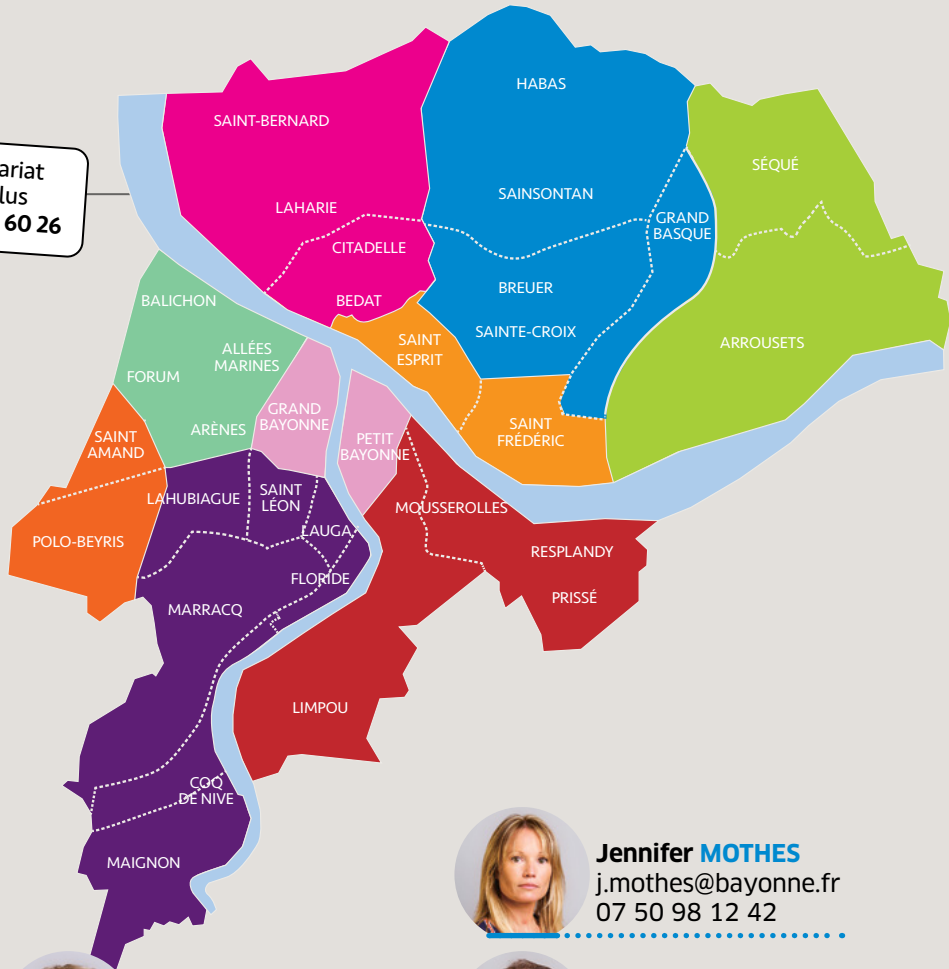 HABAS
SAINT-BERNARD
SÉQUÉ
ariat
lus
60 26
SAINSONTAN
LAHARIE
GRAND
BASQUE
CITADELLE
BREUER
BALICHON
BEDAT
SAINTE-CROIX
SAINT
ESPRIT
ARROUSETS
ALLÉES
MARINES
FORUM
GRAND
BAYONNE
ARÈNES
SAINT
FRÉDÉRIC
SAINT
AMAND
PETIT
BAYONNE
LAHUBIAGUE
SAINT
LÉON
MOUSSEROLLES
LAUGA
POLO-BEYRIS
RESPLANDY
FLORIDE
PRISSÉ
MARRACQ
LIMPOU
COQ
DE NIVE
MAIGNON
Jennifer MOTHES
j.mothes@bayonne.fr
07 50 98 12 42